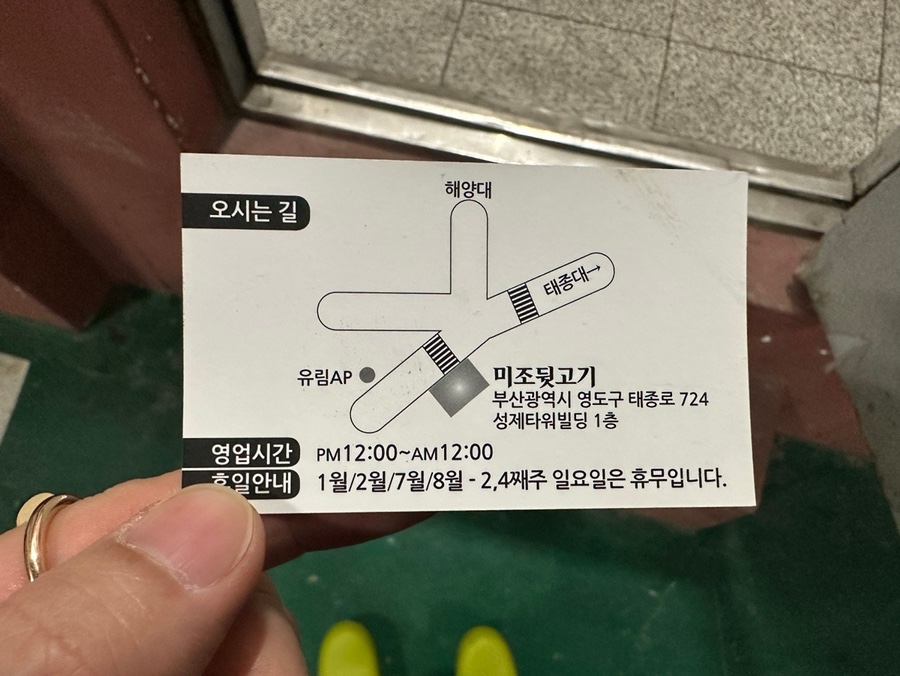 오시는 길
해양대
태종대→
유림AP
미조뒷고기
부산광역시 영도구 태종로 724
성제타워빌딩 1층
영업시간 PM12:00~AM12:00
휴일안내 1월/2월/7월/8월 - 2,4째주 일요일은 휴무입니다.